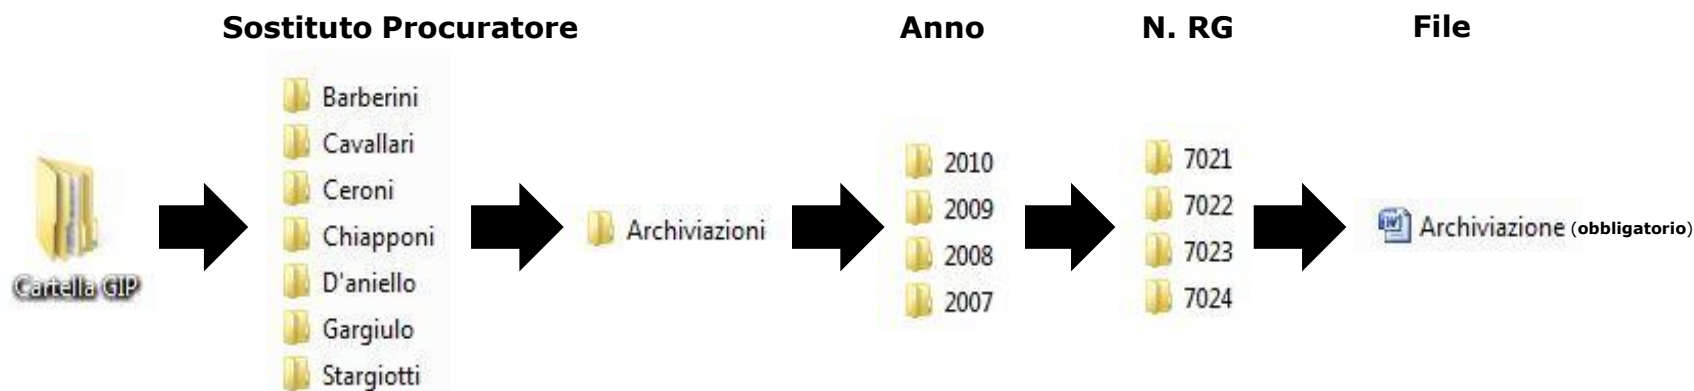 Sostituto Procuratore
Anno
N. RG
File
Cartella GIP
Barberini
Cavallari
Ceroni
Chiapponi
D'aniello
Gargiulo
Stargiotti
Archiviazioni
2010
2009
2008
2007
7021
7022
7023
7024
Archiviazione (obbligatorio)